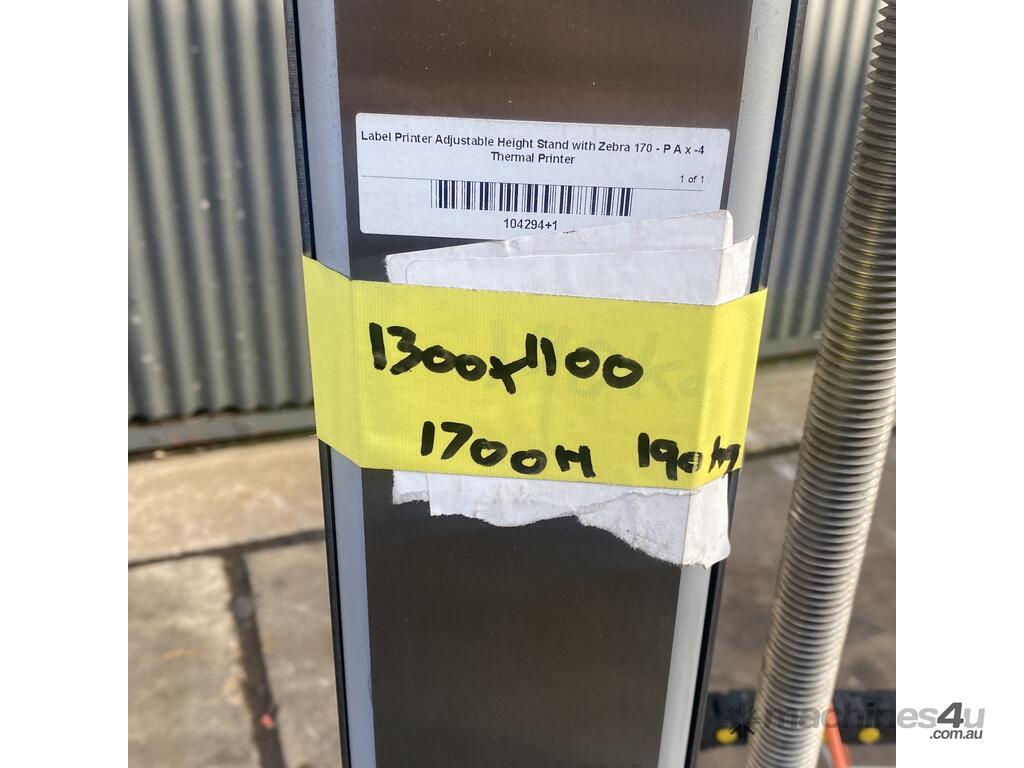 Label Printer Adjustable Height Stand with Zebra 170 - P A x -4
Thermal Printer
1 of 1
104294+1
1300x1100
1700H 190kg
machines4u
.com.au